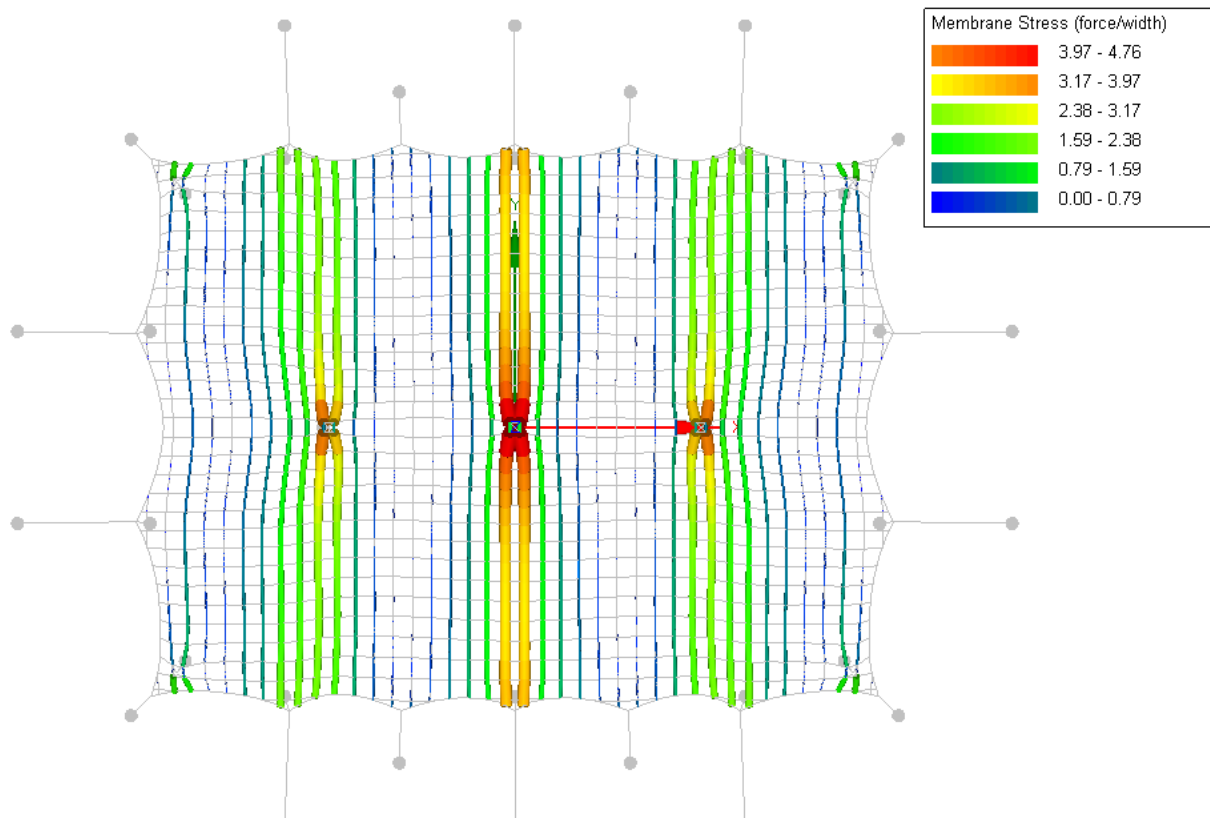 Membrane Stress (force/width)
3.97 - 4.76
3.17 - 3.97
2.38 - 3.17
1.59 - 2.38
0.79 - 1.59
0.00 - 0.79
Y
X